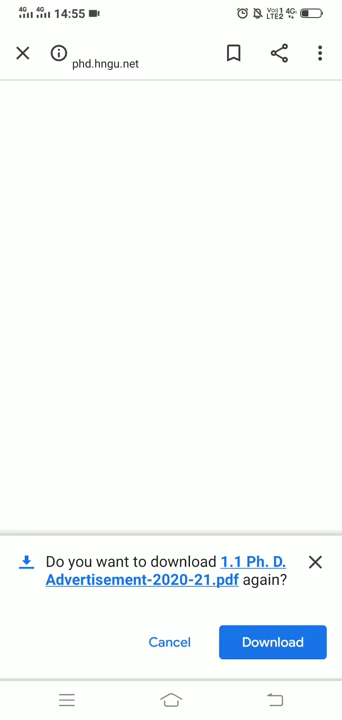 4G 4G 14:55 Vo) 1 4G
LTE2
phd.hngu.net
Do you want to download 1.1 Ph. D.
Advertisement-2020-21.pdf again?
Cancel Download